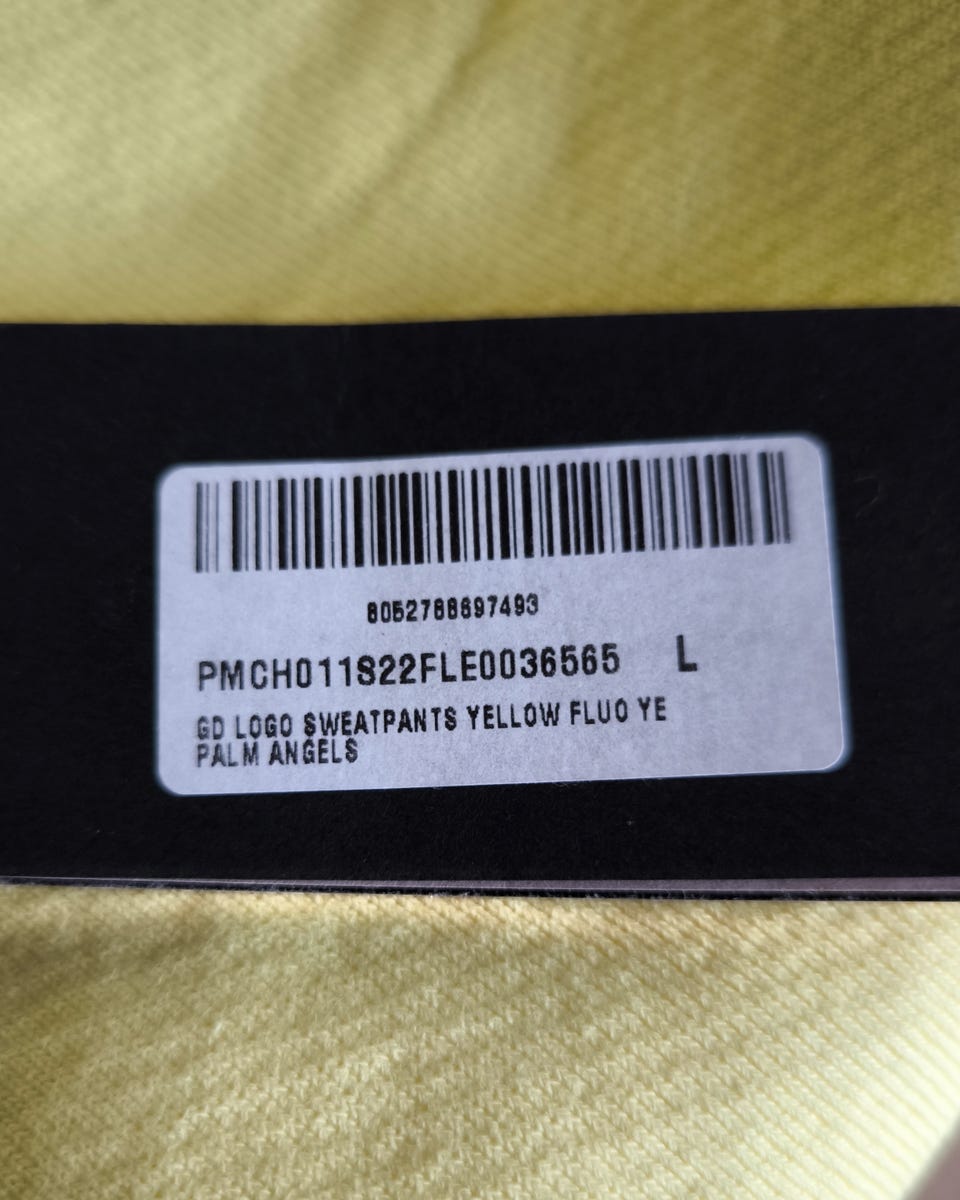 8052788697493
PMCH011S22FLE0036565 L
GD LOGO SWEATPANTS YELLOW FLUO YE
PALM ANGELS